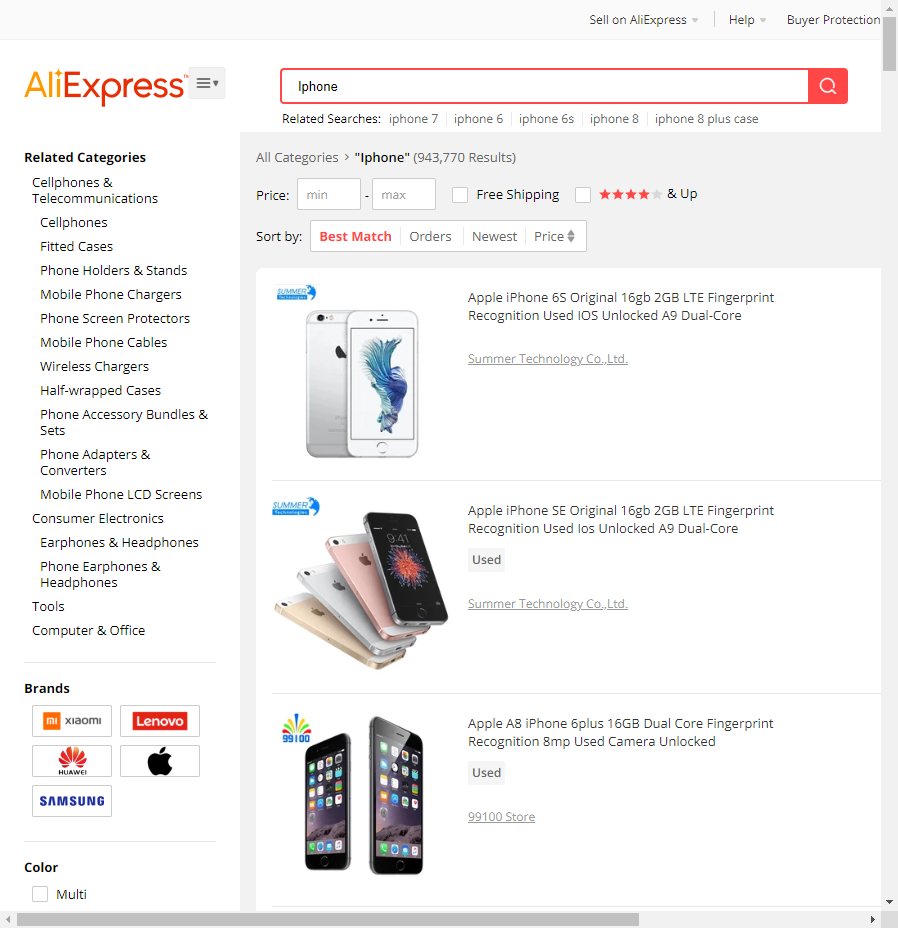 Sell on AliExpress
Help
Buyer Protection
AliExpress™
Iphone
Related Searches: iphone 7 iphone 6 iphone 6s iphone 8 iphone 8 plus case
Related Categories
Cellphones &
Telecommunications
Cellphones
Fitted Cases
Phone Holders & Stands
Mobile Phone Chargers
Phone Screen Protectors
Mobile Phone Cables
Wireless Chargers
Half-wrapped Cases
Phone Accessory Bundles &
Sets
Phone Adapters &
Converters
Mobile Phone LCD Screens
Consumer Electronics
Earphones & Headphones
Phone Earphones &
Headphones
Tools
Computer & Office
Brands
xiaomi
Lenovo
HUAWEI
SAMSUNG
Color
Multi
All Categories > "Iphone" (943,770 Results)
Price: min - max Free Shipping & Up
Sort by: Best Match Orders Newest Price
SUMMER
Technologies
Apple iPhone 6S Original 16gb 2GB LTE Fingerprint
Recognition Used IOS Unlocked A9 Dual-Core
Summer Technology Co.,Ltd.
SUMMER
Technologies
9:41
Apple iPhone SE Original 16gb 2GB LTE Fingerprint
Recognition Used Ios Unlocked A9 Dual-Core
Used
Summer Technology Co.,Ltd.
99100
Apple A8 iPhone 6plus 16GB Dual Core Fingerprint
Recognition 8mp Used Camera Unlocked
Used
99100 Store